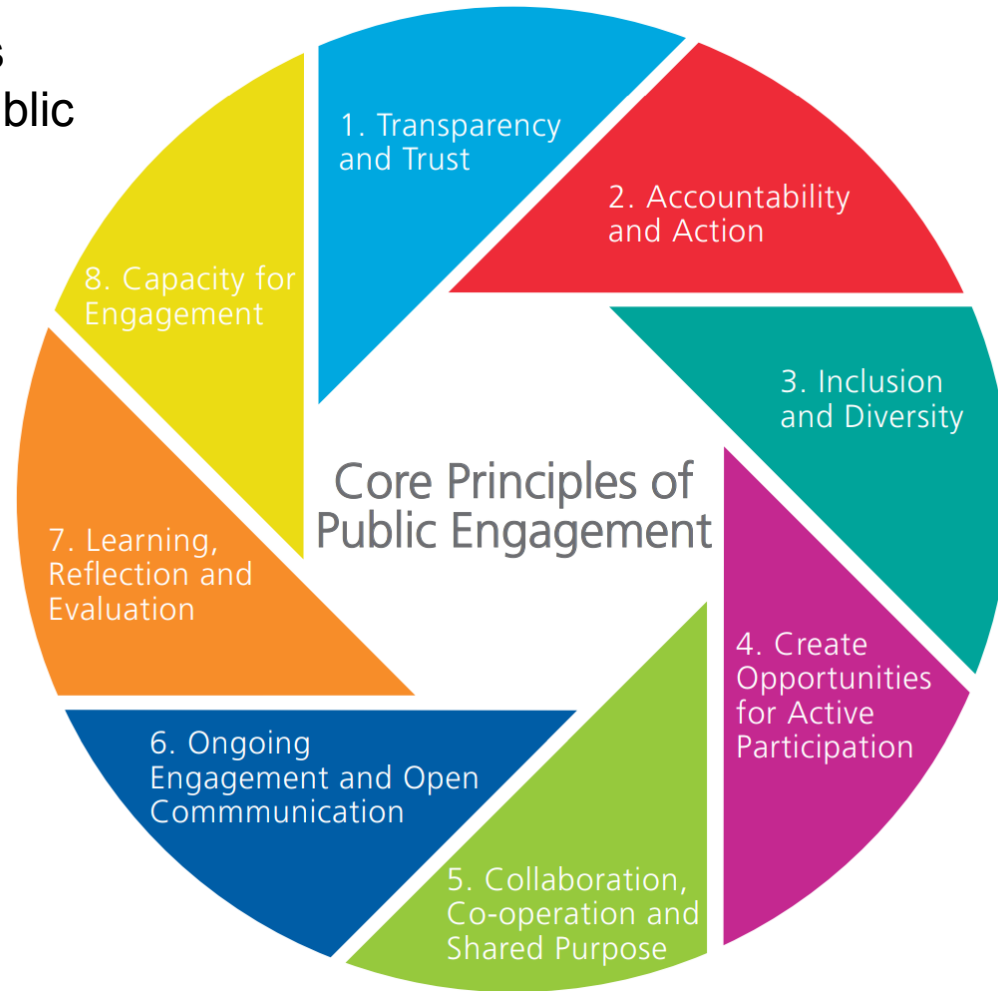 s
blic
1. Transparency
and Trust
2. Accountability
and Action
3. Inclusion
and Diversity
4. Create
Opportunities
for Active
Participation
5. Collaboration,
Co-operation and
Shared Purpose
6. Ongoing
Engagement and Open
Commmunication
7. Learning,
Reflection and
Evaluation
8. Capacity for
Engagement
Core Principles of
Public Engagement